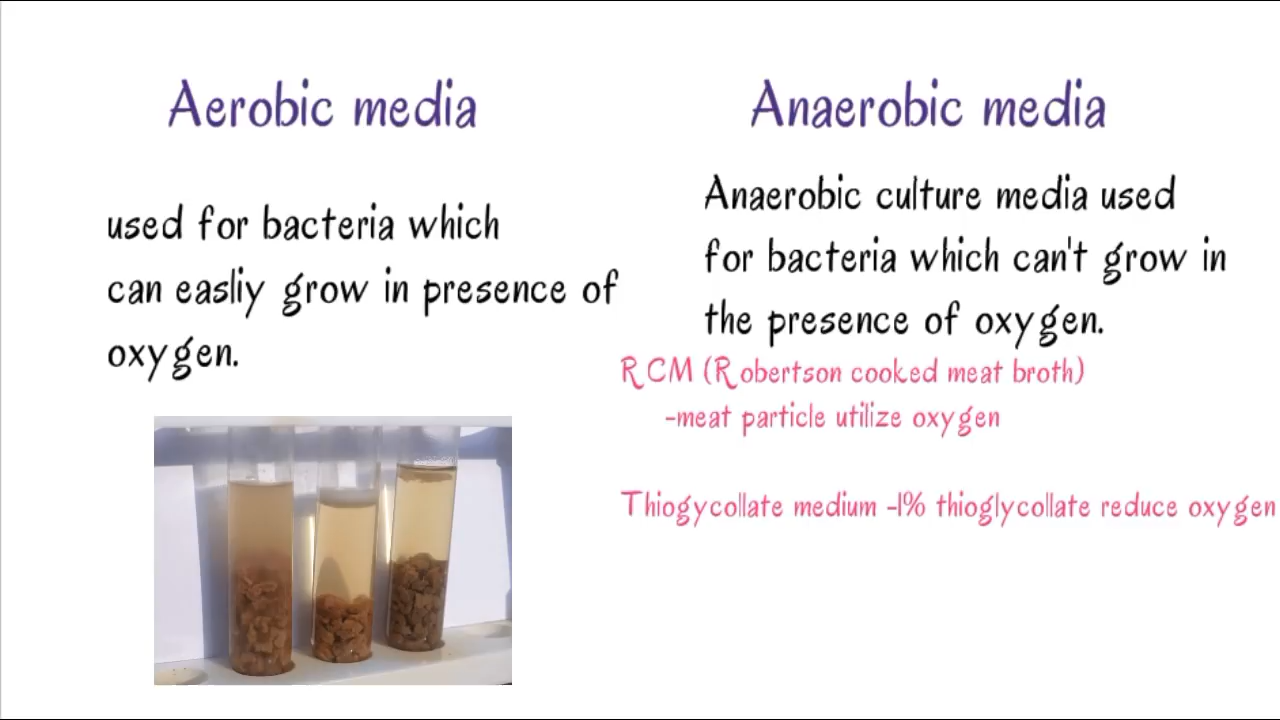 Aerobic media
used for bacteria which
can easliy grow in presence of
oxygen.
Anaerobic media
Anaerobic culture media used
for bacteria which can't grow in
the presence of oxygen.
RCM (Robertson cooked meat broth)
-meat particle utilize oxygen
Thiogycollate medium -1% thioglycollate reduce oxygen